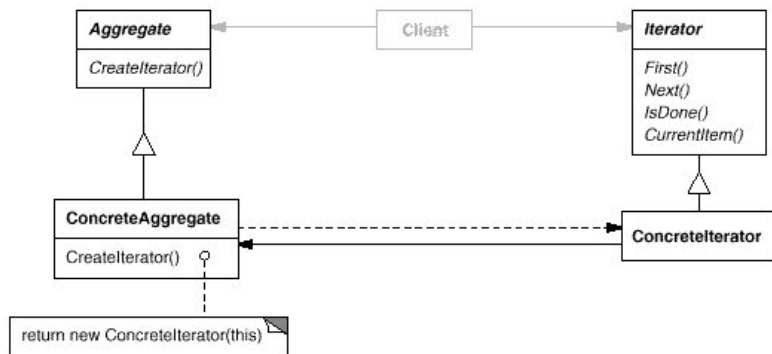 Aggregate
CreateIterator()
Client
Iterator
First()
Next()
IsDone()
CurrentItem()
ConcreteAggregate
CreateIterator()
ConcreteIterator
return new ConcreteIterator(this)